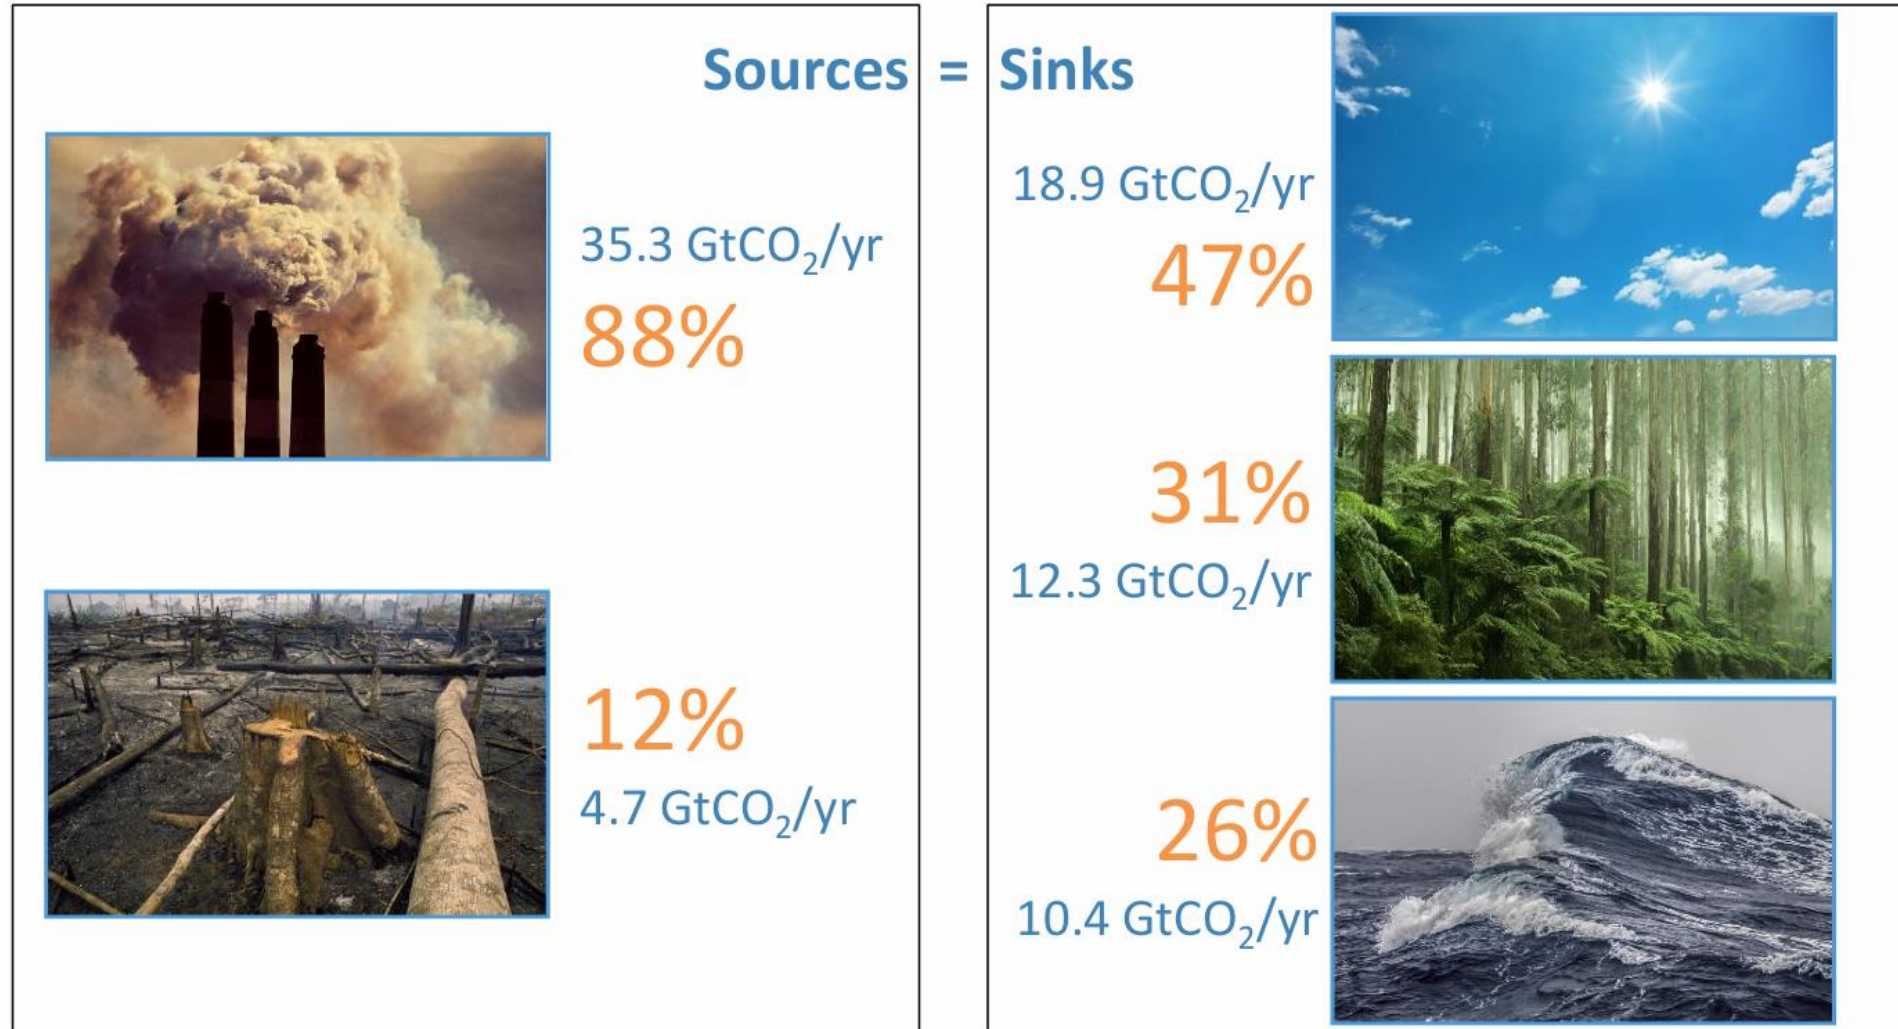 Sources = Sinks
35.3 GtCO₂/yr
88%
12%
4.7 GtCO₂/yr
18.9 GtCO₂/yr
47%
31%
12.3 GtCO₂/yr
26%
10.4 GtCO₂/yr